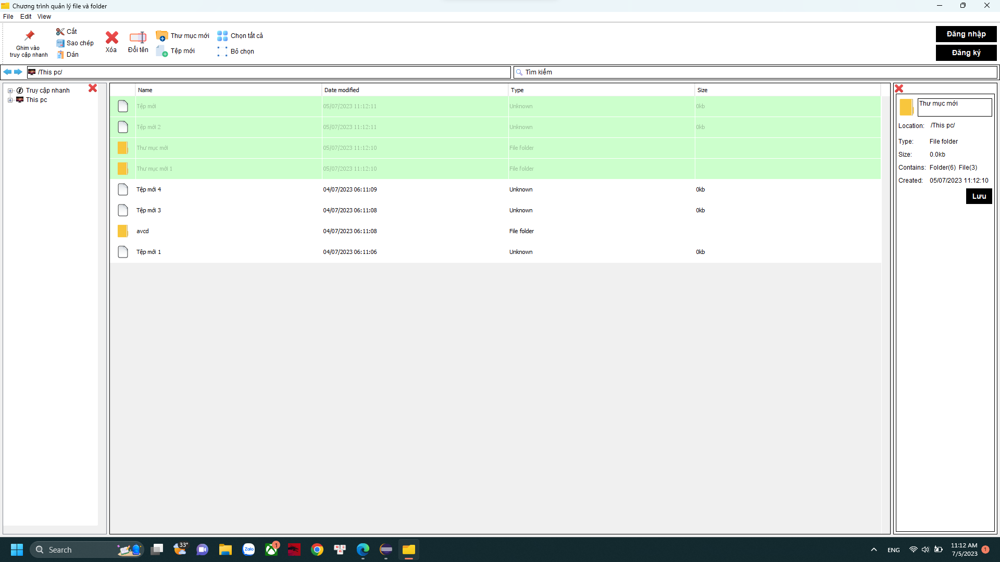 Chương trình quản lý file và folder
File Edit View
Ghim vào
truy cập nhanh
Cắt
Sao chép
Dán
Xóa
Đổi tên
Thư mục mới
Tệp mới
Chọn tất cả
Bỏ chọn
Đăng nhập
Đăng ký
/This pc/
Tìm kiếm
Truy cập nhanh
This pc
Name Date modified Type Size
Tệp mới 05/07/2023 11:12:11 Unknown 0kb
Tệp mới 2 05/07/2023 11:12:11 Unknown 0kb
Thư mục mới 05/07/2023 11:12:10 File folder
Thư mục mới 1 05/07/2023 11:12:10 File folder
Tệp mới 4 04/07/2023 06:11:09 Unknown 0kb
Tệp mới 3 04/07/2023 06:11:08 Unknown 0kb
avcd 04/07/2023 06:11:08 File folder
Tệp mới 1 04/07/2023 06:11:06 Unknown 0kb
Thư mục mới
Location: /This pc/
Type: File folder
Size: 0.0kb
Contains: Folder(6) File(3)
Created: 05/07/2023 11:12:10
Lưu
Search
33°
Zalo
1
ENG
11:12 AM
7/5/2023
1